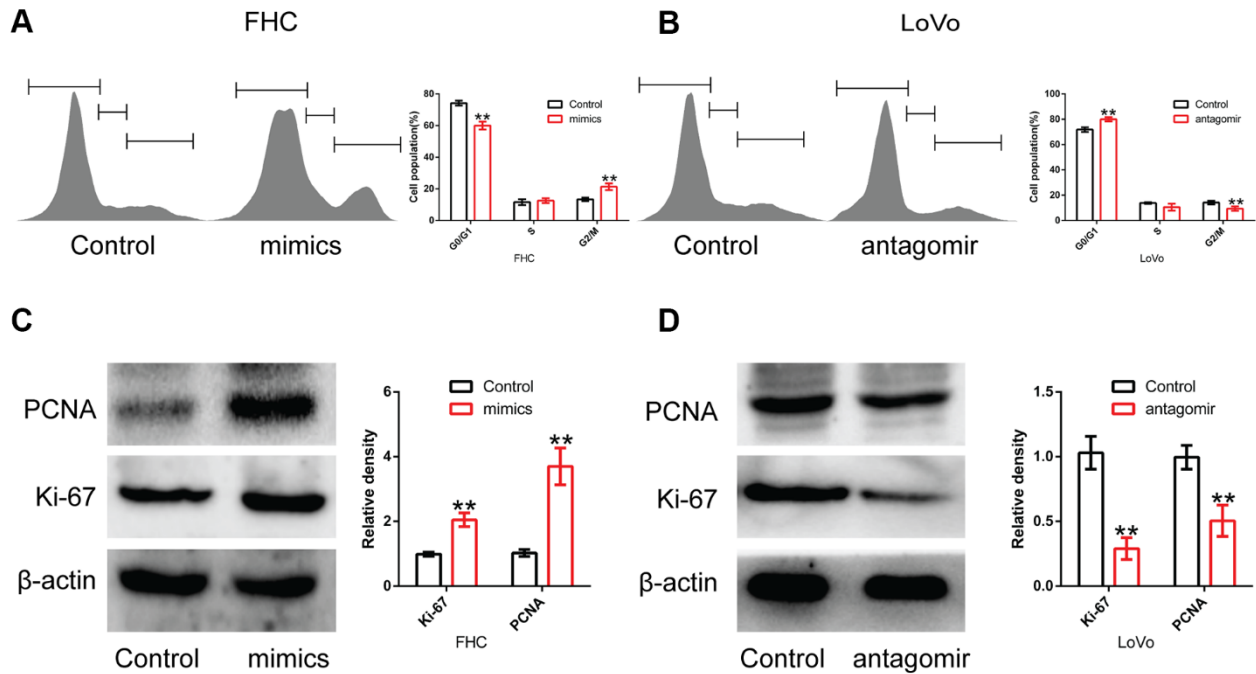 A
FHC
Control
mimics
80
60
40
20
0
Cell population(%)
Control
mimics
**
**
G0/G1
S
G2/M
FHC
B
LoVo
Control
antagomir
100
80
60
40
20
0
Cell population(%)
Control
antagomir
**
**
G0/G1
S
G2/M
LoVo
C
PCNA
Ki-67
β-actin
Control
mimics
6
4
2
0
Relative density
Control
mimics
**
**
Ki-67
PCNA
FHC
D
PCNA
Ki-67
β-actin
Control
antagomir
1.5
1.0
0.5
0.0
Relative density
Control
antagomir
**
**
Ki-67
PCNA
LoVo